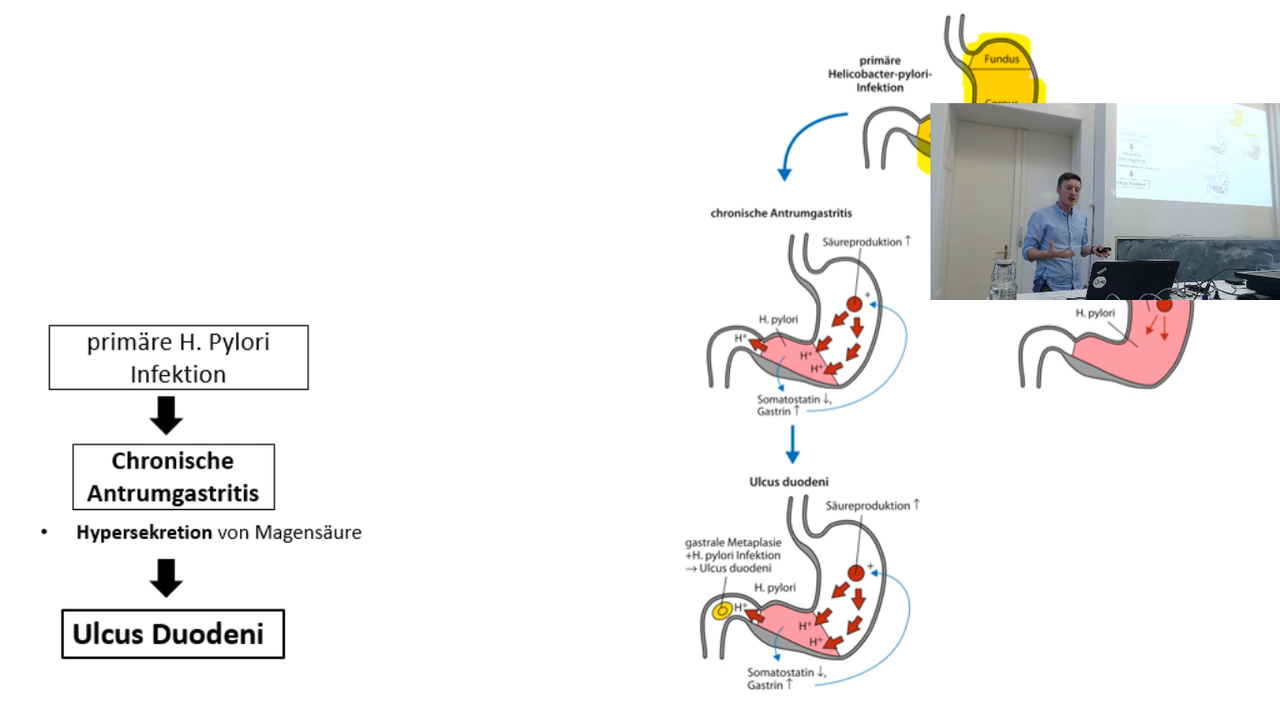 primäre H. Pylori
Infektion
Chronische
Antrumgastritis
• Hypersekretion von Magensäure
Ulcus Duodeni
primäre
Helicobacter-pylori-
Infektion
Fundus
chronische Antrumgastritis
Säureproduktion ↑
+
H. pylori
H⁺
H⁺
H⁺
Somatostatin ↓,
Gastrin ↑
H. pylori
Ulcus duodeni
Säureproduktion ↑
gastrale Metaplasie
+H. pylori Infektion
→ Ulcus duodeni
+
H. pylori
H⁺
H⁺
H⁺
Somatostatin ↓,
Gastrin ↑